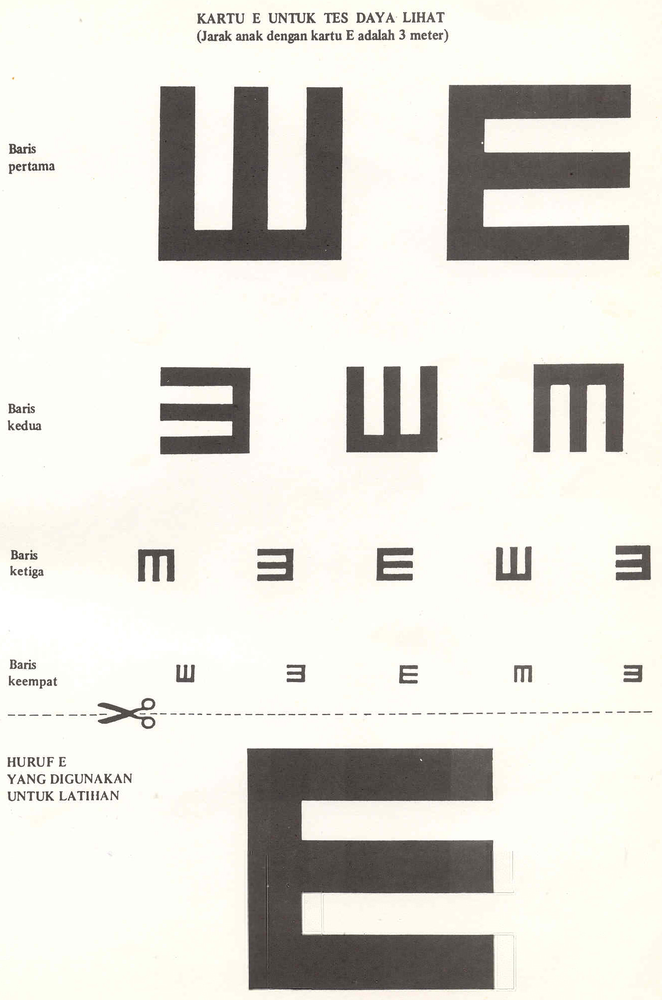 KARTU E UNTUK TES DAYA LIHAT
(Jarak anak dengan kartu E adalah 3 meter)
Baris
pertama
Ш E
Baris
kedua
Ǝ Ш M
Baris
ketiga
M Ǝ E Ш Ǝ
Baris
keempat
Ш Ǝ E M Ǝ
HURUF E
YANG DIGUNAKAN
UNTUK LATIHAN
E